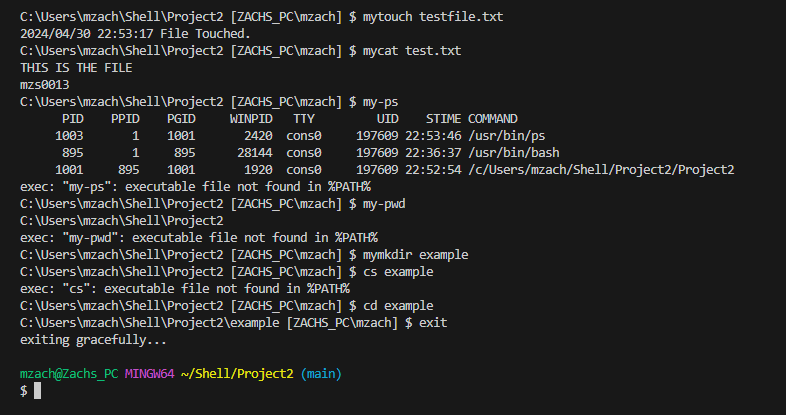 C:\Users\mzach\Shell\Project2 [ZACHS_PC\mzach] $ mytouch testfile.txt
2024/04/30 22:53:17 File Touched.
C:\Users\mzach\Shell\Project2 [ZACHS_PC\mzach] $ mycat test.txt
THIS IS THE FILE
mzs0013
C:\Users\mzach\Shell\Project2 [ZACHS_PC\mzach] $ my-ps
      PID    PPID    PGID     WINPID   TTY         UID    STIME COMMAND
     1003       1    1001       2420  cons0     197609 22:53:46 /usr/bin/ps
      895       1     895      28144  cons0     197609 22:36:37 /usr/bin/bash
     1001     895    1001       1920  cons0     197609 22:52:54 /c/Users/mzach/Shell/Project2/Project2
exec: "my-ps": executable file not found in %PATH%
C:\Users\mzach\Shell\Project2 [ZACHS_PC\mzach] $ my-pwd
C:\Users\mzach\Shell\Project2
exec: "my-pwd": executable file not found in %PATH%
C:\Users\mzach\Shell\Project2 [ZACHS_PC\mzach] $ mymkdir example
C:\Users\mzach\Shell\Project2 [ZACHS_PC\mzach] $ cs example
exec: "cs": executable file not found in %PATH%
C:\Users\mzach\Shell\Project2 [ZACHS_PC\mzach] $ cd example
C:\Users\mzach\Shell\Project2\example [ZACHS_PC\mzach] $ exit
exiting gracefully...
mzach@Zachs_PC MINGW64 ~/Shell/Project2 (main)
$